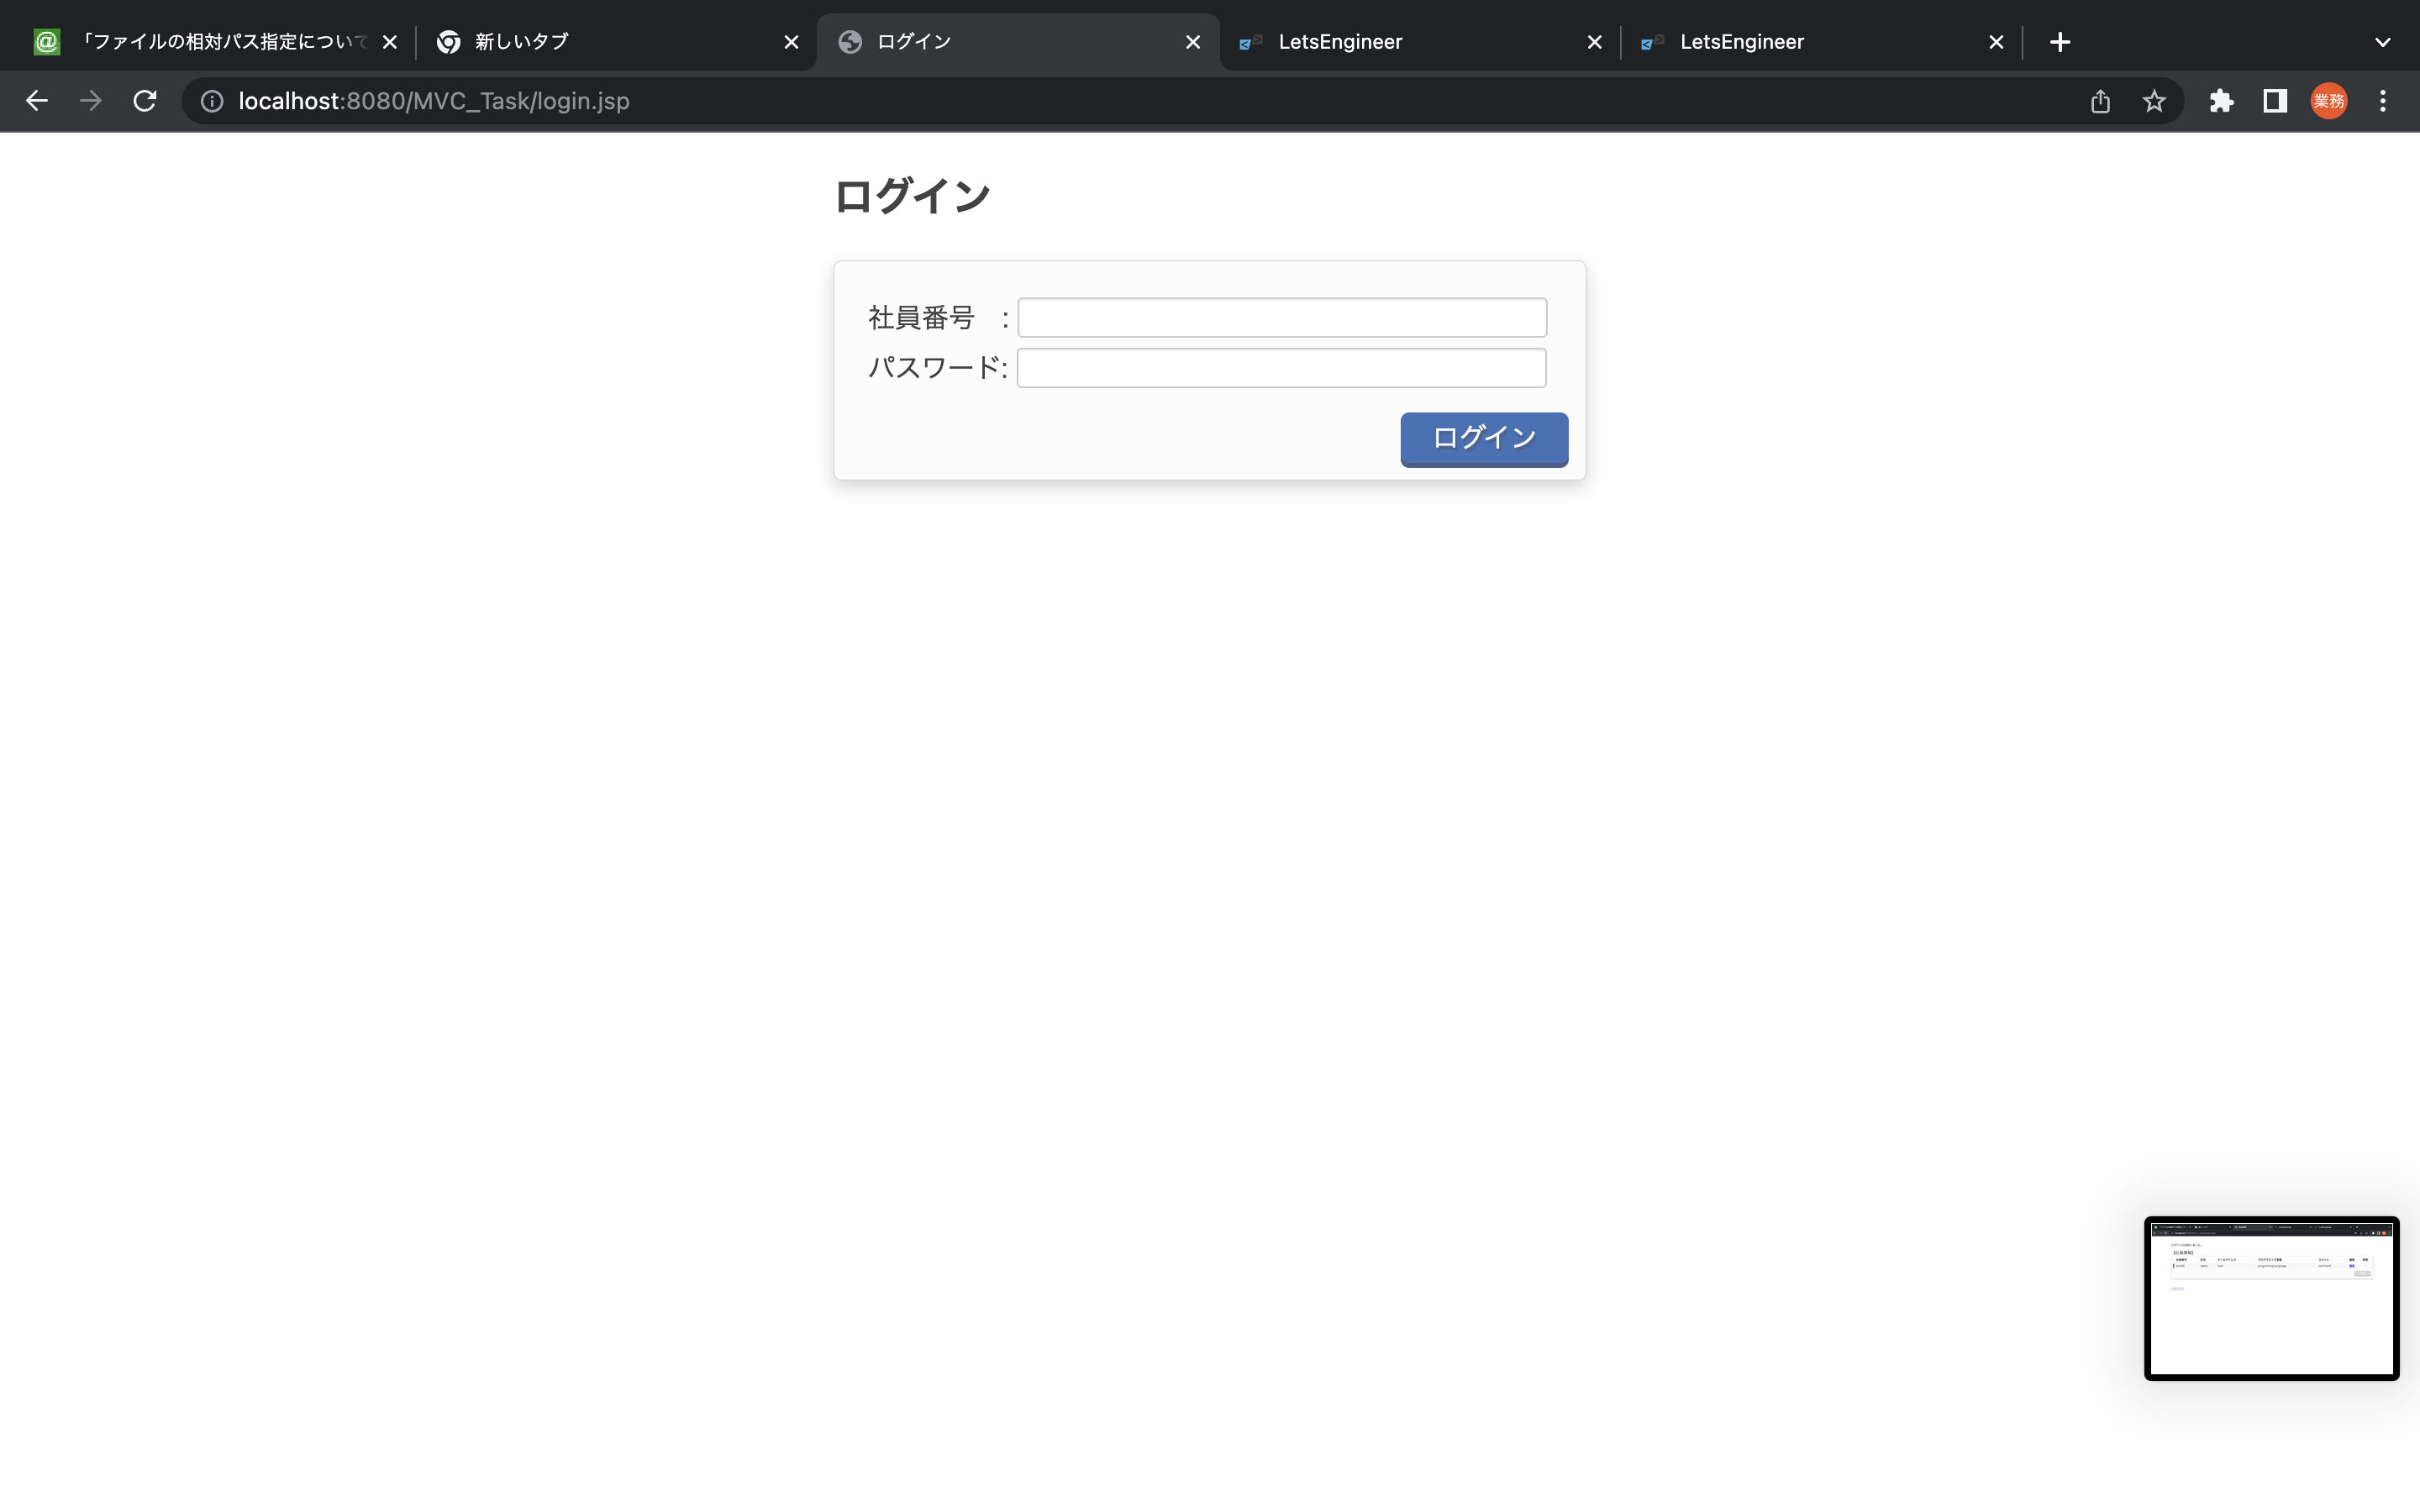 「ファイルの相対パス指定について
新しいタブ
ログイン
LetsEngineer
LetsEngineer
localhost:8080/MVC_Task/login.jsp
業務
ログイン
社員番号　:
パスワード:
ログイン